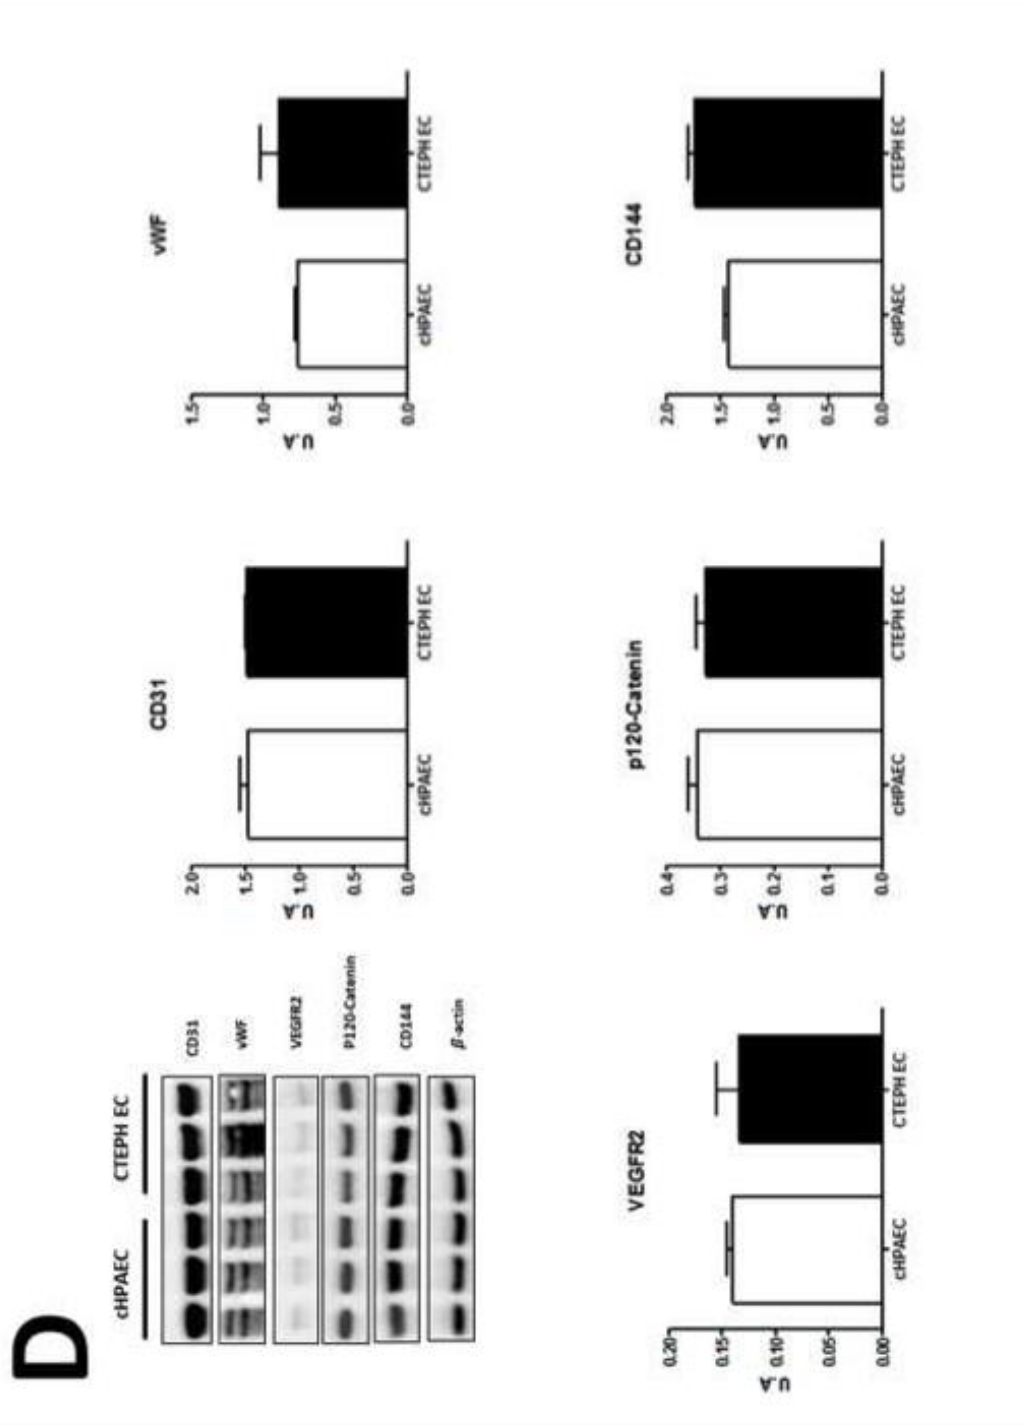 D
cHPAEC CTEPH EC
CD31
vWF
VEGFR2
P120-Catenin
CD144
β-actin
CD31
U.A
2.0
1.5
1.0
0.5
0.0
cHPAEC CTEPH EC
vWF
U.A
1.5
1.0
0.5
0.0
cHPAEC CTEPH EC
VEGFR2
U.A
0.20
0.15
0.10
0.05
0.00
cHPAEC CTEPH EC
p120-Catenin
U.A
0.4
0.3
0.2
0.1
0.0
cHPAEC CTEPH EC
CD144
U.A
2.0
1.5
1.0
0.5
0.0
cHPAEC CTEPH EC